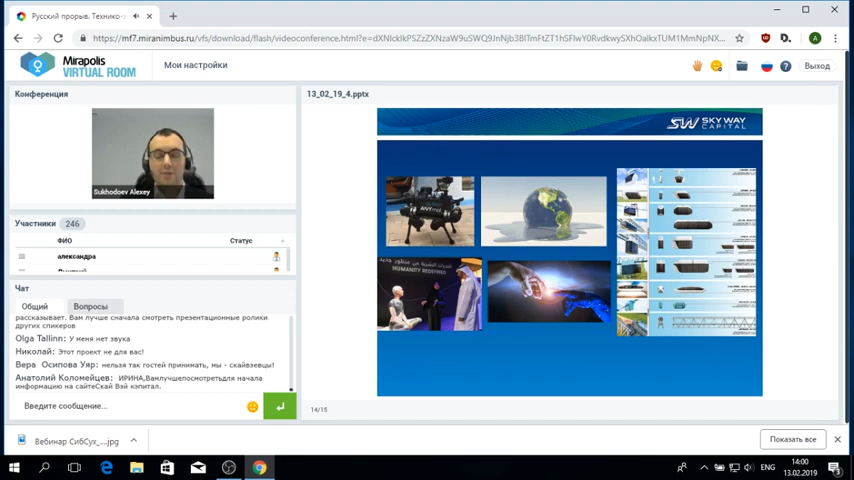 Русский прорыв. Технико-э
https://mf7.miranimbus.ru/vfs/download/flash/videoconference.html?e=
Mirapolis
VIRTUAL ROOM
Мои настройки
Выход
Конференция
Sukhodoev Alexey
Участники 246
ФИО Статус
александра
Чат
Общий Вопросы
рассказывает. Вам лучше сначала смотреть презентационные ролики
других спикеров
Olga Tallinn: У меня нет звука
Николай: Этот проект не для вас!
Вера Осипова Уяр: нельзя так гостей принимать, мы - скайвэевцы!
Анатолий Коломейцев: ИРИНА,Вамлучшепосмотретьдля начала
информацию на сайтеСкай Вэй кэпитал.
Введите сообщение...
13_02_19_4.pptx
SW SKY WAY
CAPITAL
ANYmal
HUMANITY REDEFINED
14/15
Вебинар СибСух_....jpg
Показать все
ENG
14:00
13.02.2019
3